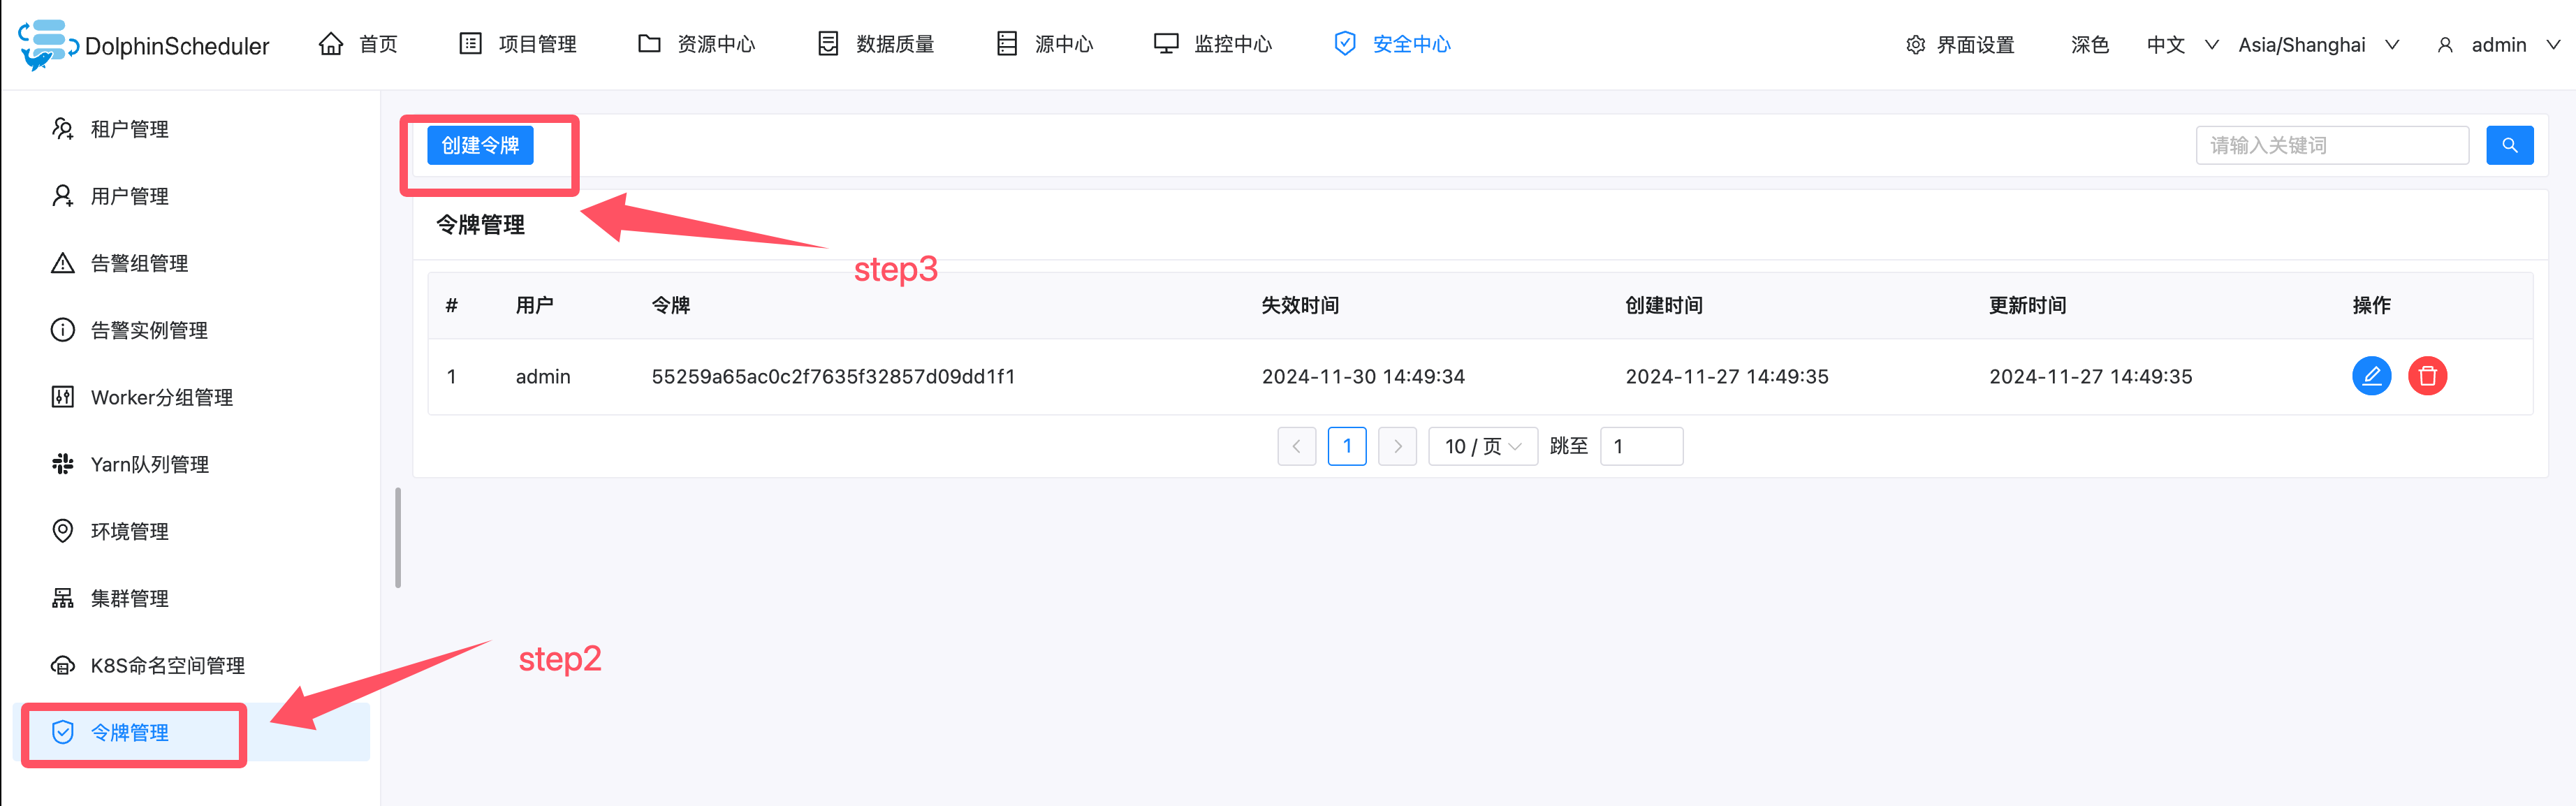 DolphinScheduler 首页 项目管理 资源中心 数据质量 源中心 监控中心 安全中心 界面设置 深色 中文 Asia/Shanghai admin
租户管理
用户管理
告警组管理
告警实例管理
Worker分组管理
Yarn队列管理
环境管理
集群管理
K8S命名空间管理
令牌管理
step2
创建令牌 请输入关键词
step3
令牌管理
# 用户 令牌 失效时间 创建时间 更新时间 操作
1 admin 55259a65ac0c2f7635f32857d09dd1f1 2024-11-30 14:49:34 2024-11-27 14:49:35 2024-11-27 14:49:35
1 10 / 页 跳至 1